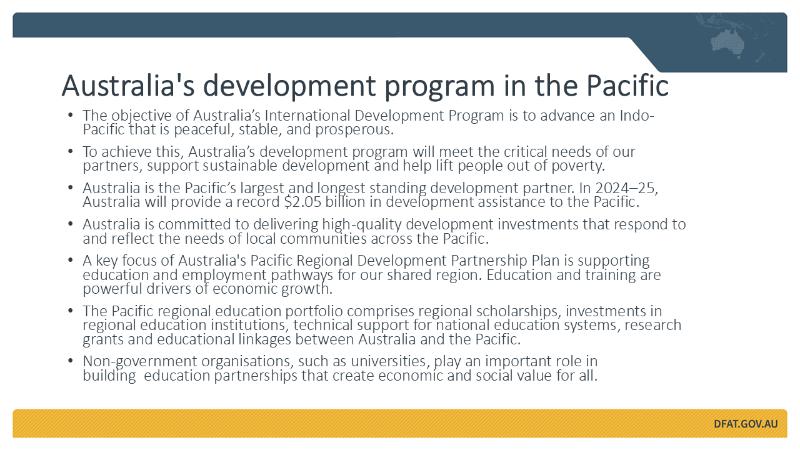 Australia's development program in the Pacific
• The objective of Australia’s International Development Program is to advance an Indo-
Pacific that is peaceful, stable, and prosperous.
• To achieve this, Australia’s development program will meet the critical needs of our
partners, support sustainable development and help lift people out of poverty.
• Australia is the Pacific’s largest and longest standing development partner. In 2024–25,
Australia will provide a record $2.05 billion in development assistance to the Pacific.
• Australia is committed to delivering high-quality development investments that respond to
and reflect the needs of local communities across the Pacific.
• A key focus of Australia's Pacific Regional Development Partnership Plan is supporting
education and employment pathways for our shared region. Education and training are
powerful drivers of economic growth.
• The Pacific regional education portfolio comprises regional scholarships, investments in
regional education institutions, technical support for national education systems, research
grants and educational linkages between Australia and the Pacific.
• Non-government organisations, such as universities, play an important role in
building  education partnerships that create economic and social value for all.
DFAT.GOV.AU